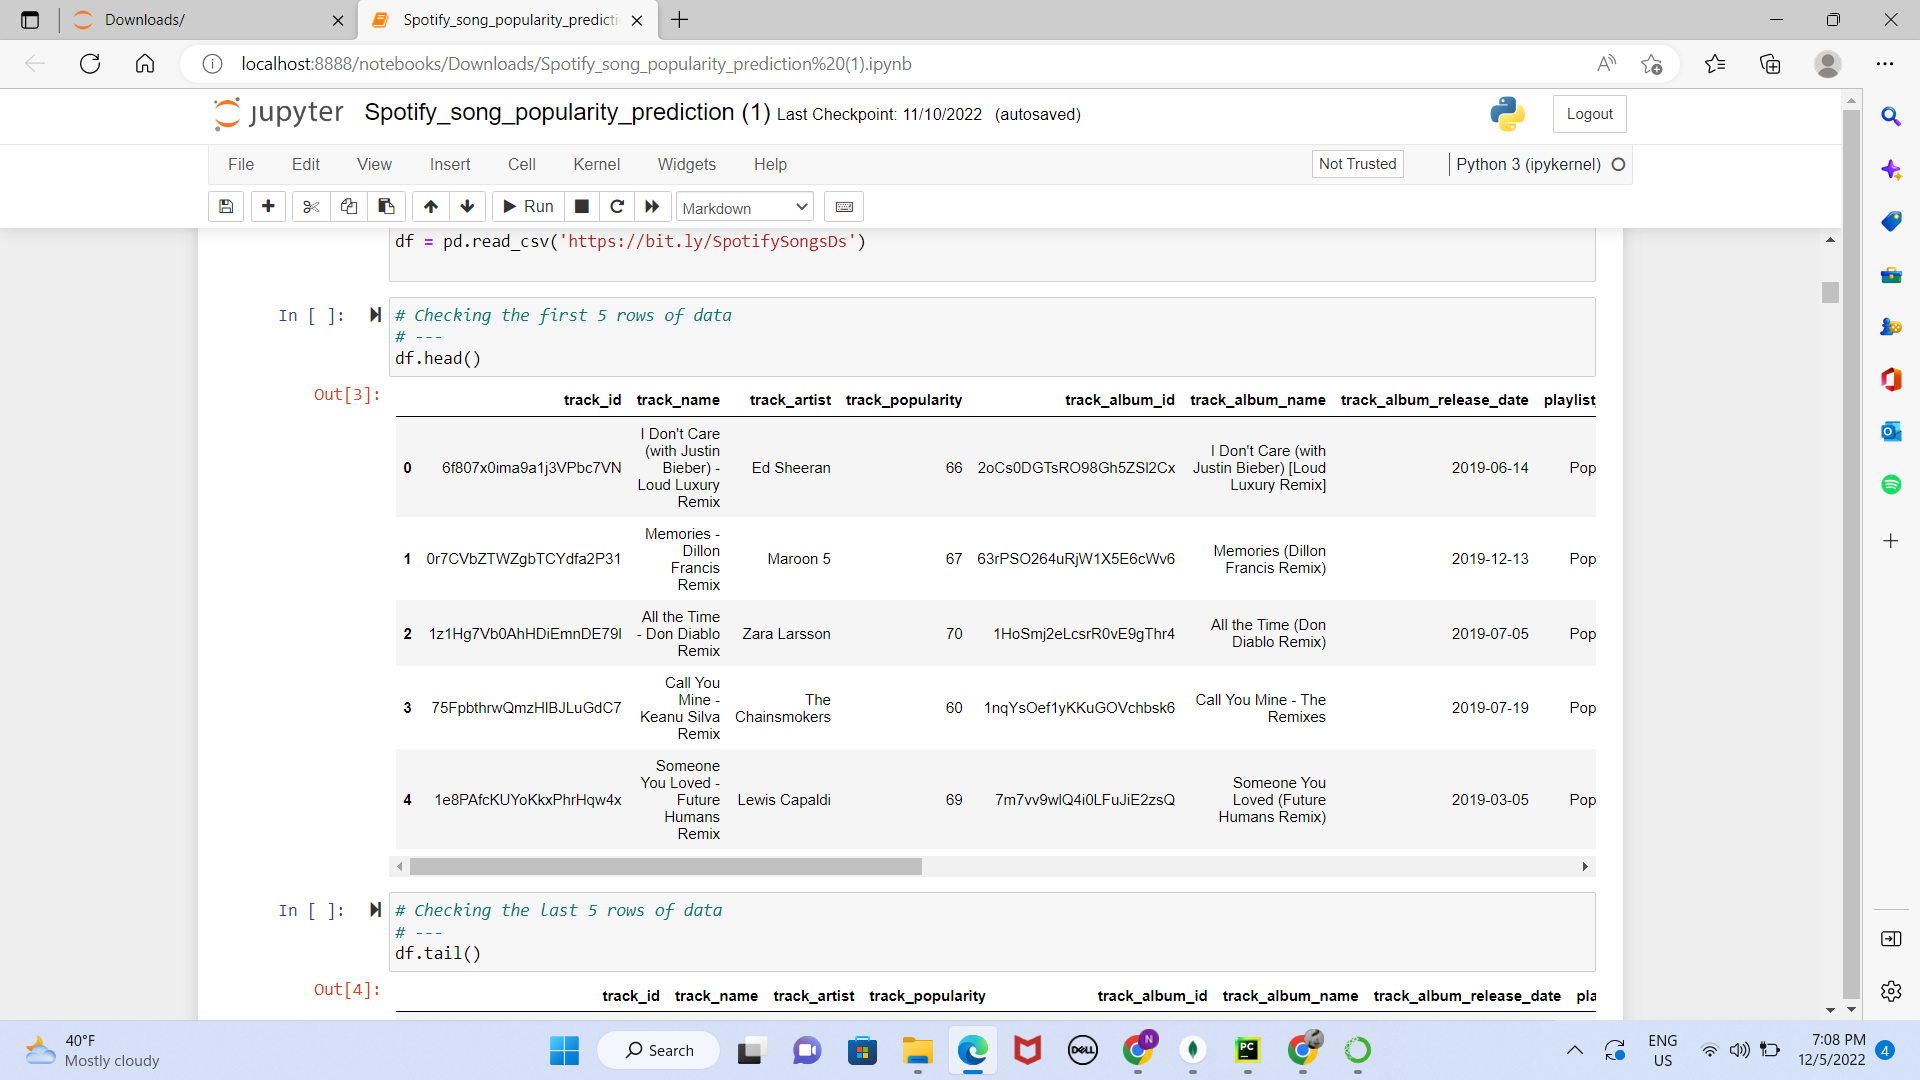 Downloads/
Spotify_song_popularity_predicti
localhost:8888/notebooks/Downloads/Spotify_song_popularity_prediction%20(1).ipynb
jupyter Spotify_song_popularity_prediction (1) Last Checkpoint: 11/10/2022 (autosaved)
Logout
File Edit View Insert Cell Kernel Widgets Help
Not Trusted Python 3 (ipykernel)
Run Markdown
df = pd.read_csv('https://bit.ly/SpotifySongsDs')
In [ ]: # Checking the first 5 rows of data
# ---
df.head()
Out[3]:
track_id track_name track_artist track_popularity track_album_id track_album_name track_album_release_date playlist_
0 6f807x0ima9a1j3VPbc7VN I Don't Care (with Justin Bieber) - Loud Luxury Remix Ed Sheeran 66 2oCs0DGTsRO98Gh5ZSl2Cx I Don't Care (with Justin Bieber) [Loud Luxury Remix] 2019-06-14 Pop
1 0r7CVbZTWZgbTCYdfa2P31 Memories - Dillon Francis Remix Maroon 5 67 63rPSO264uRjW1X5E6cWv6 Memories (Dillon Francis Remix) 2019-12-13 Pop
2 1z1Hg7Vb0AhHDiEmnDE79l All the Time - Don Diablo Remix Zara Larsson 70 1HoSmj2eLcsrR0vE9gThr4 All the Time (Don Diablo Remix) 2019-07-05 Pop
3 75FpbthrwQmzHlBJLuGdC7 Call You Mine - Keanu Silva Remix The Chainsmokers 60 1nqYsOef1yKKuGOVchbsk6 Call You Mine - The Remixes 2019-07-19 Pop
4 1e8PAfcKUYoKkxPhrHqw4x Someone You Loved - Future Humans Remix Lewis Capaldi 69 7m7vv9wlQ4i0LFuJiE2zsQ Someone You Loved (Future Humans Remix) 2019-03-05 Pop
In [ ]: # Checking the last 5 rows of data
# ---
df.tail()
Out[4]:
track_id track_name track_artist track_popularity track_album_id track_album_name track_album_release_date pla
40°F
Mostly cloudy
Search
DELL
N
PC
ENG
US
7:08 PM
12/5/2022
4